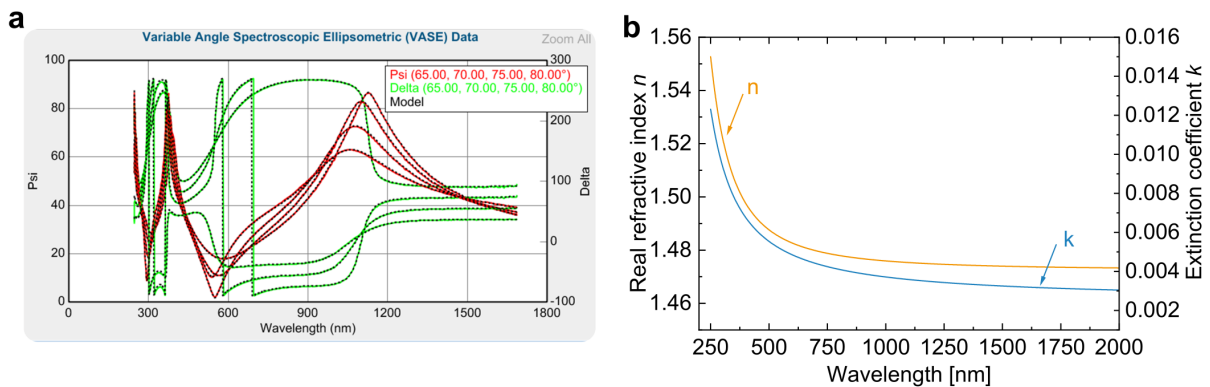 a
Variable Angle Spectroscopic Ellipsometric (VASE) Data
Zoom All
Psi (65.00, 70.00, 75.00, 80.00°)
Delta (65.00, 70.00, 75.00, 80.00°)
Model
100
80
60
40
20
0
Psi
300
200
100
0
-100
Delta
0 300 600 900 1200 1500 1800
Wavelength (nm)
b
1.56
1.54
1.52
1.50
1.48
1.46
Real refractive index n
n
k
0.016
0.014
0.012
0.010
0.008
0.006
0.004
0.002
Extinction coefficient k
250 500 750 1000 1250 1500 1750 2000
Wavelength [nm]